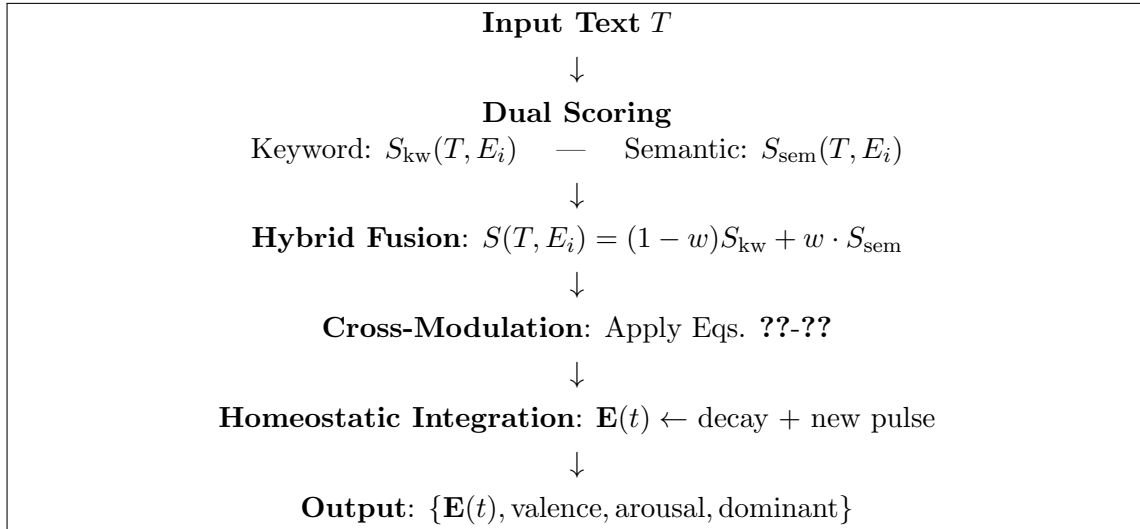 Input Text T
↓
Dual Scoring
Keyword: S_kw(T, E_i) — Semantic: S_sem(T, E_i)
↓
Hybrid Fusion: S(T, E_i) = (1 − w)S_kw + w · S_sem
↓
Cross-Modulation: Apply Eqs. ??-??
↓
Homeostatic Integration: E(t) ← decay + new pulse
↓
Output: {E(t), valence, arousal, dominant}